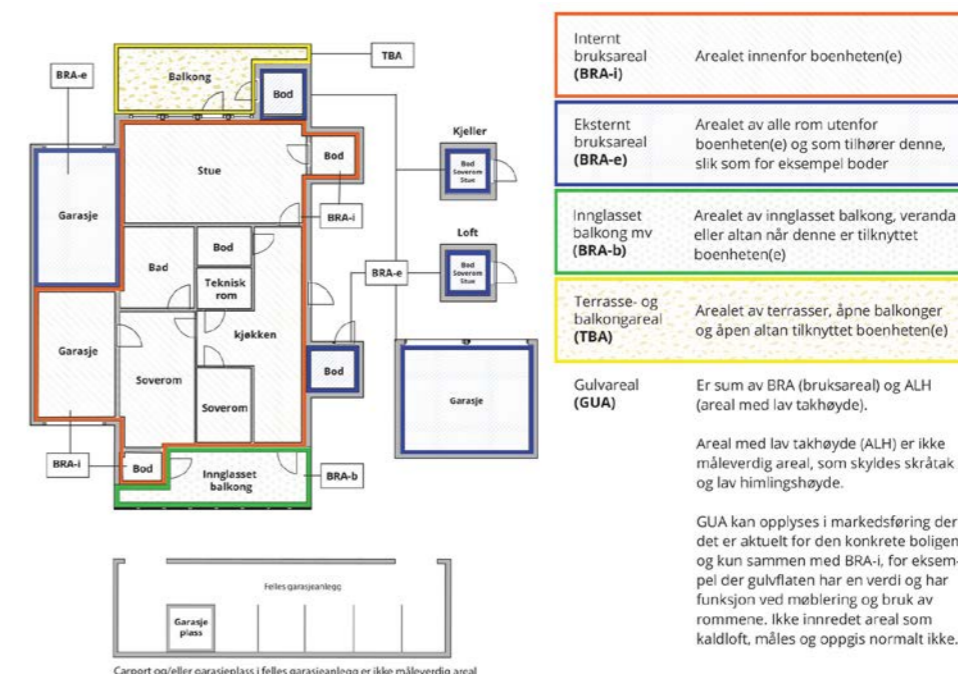 TBA
BRA-e
Balkong
Bod
Kjeller
Bod
Soverom
Stue
Stue
Bod
BRA-i
Garasje
Loft
Bod
Soverom
Stue
Bad
Bod
Teknisk
rom
BRA-e
kjøkken
Garasje
Soverom
Soverom
Bod
Garasje
BRA-i
Bod
Innglasset
balkong
BRA-b
Felles garasjeanlegg
Garasje
plass
Carport og/eller garasjeplass i felles garasjeanlegg er ikke måleverdig areal
Internt
bruksareal
(BRA-i)
Arealet innenfor boenheten(e)
Eksternt
bruksareal
(BRA-e)
Arealet av alle rom utenfor
boenheten(e) og som tilhører denne,
slik som for eksempel boder
Innglasset
balkong mv
(BRA-b)
Arealet av innglasset balkong, veranda
eller altan når denne er tilknyttet
boenheten(e)
Terrasse- og
balkongareal
(TBA)
Arealet av terrasser, åpne balkonger
og åpen altan tilknyttet boenheten(e)
Gulvareal
(GUA)
Er sum av BRA (bruksareal) og ALH
(areal med lav takhøyde).
Areal med lav takhøyde (ALH) er ikke
måleverdig areal, som skyldes skråtak
og lav himlingshøyde.
GUA kan opplyses i markedsføring der
det er aktuelt for den konkrete boligen
og kun sammen med BRA-i, for eksem-
pel der gulvflaten har en verdi og har
funksjon ved møblering og bruk av
rommene. Ikke innredet areal som
kaldloft, måles og oppgis normalt ikke.